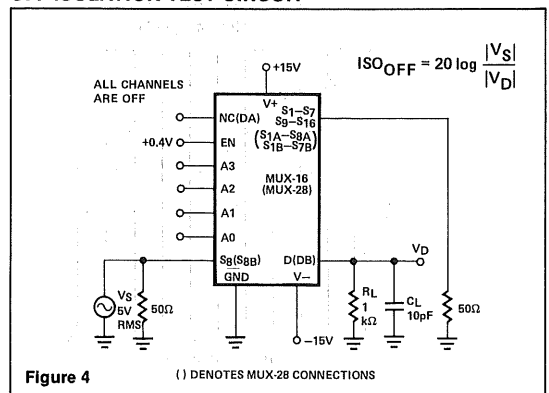 +15V
ISO_OFF = 20 log |VS| / |VD|
ALL CHANNELS
ARE OFF
V+
S1–S7
S9–S16
(S1A–S8A)
(S1B–S7B)
NC(DA)
+0.4V
EN
MUX-16
(MUX-28)
A3
A2
A1
A0
S8(S8B)
D(DB)
VD
GND
V–
VS
5V
RMS
50Ω
RL
1
kΩ
CL
10pF
50Ω
–15V
Figure 4
( ) DENOTES MUX-28 CONNECTIONS